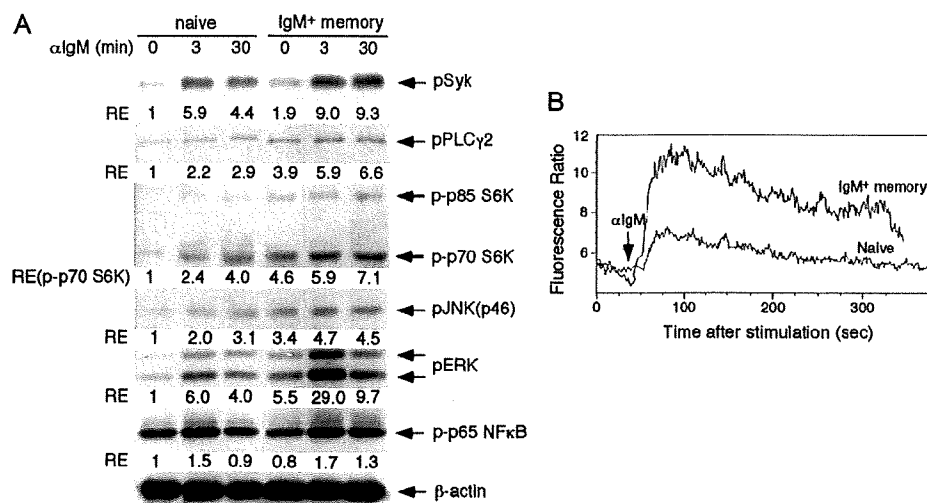 A
naive IgM+ memory
αIgM (min) 0 3 30 0 3 30
pSyk
RE 1 5.9 4.4 1.9 9.0 9.3
pPLCγ2
RE 1 2.2 2.9 3.9 5.9 6.6
p-p85 S6K
p-p70 S6K
RE(p-p70 S6K) 1 2.4 4.0 4.6 5.9 7.1
pJNK(p46)
RE 1 2.0 3.1 3.4 4.7 4.5
pERK
RE 1 6.0 4.0 5.5 29.0 9.7
p-p65 NFκB
RE 1 1.5 0.9 0.8 1.7 1.3
β-actin
B
Fluorescence Ratio
12
10
8
6
αIgM
IgM+ memory
Naive
0 100 200 300
Time after stimulation (sec)